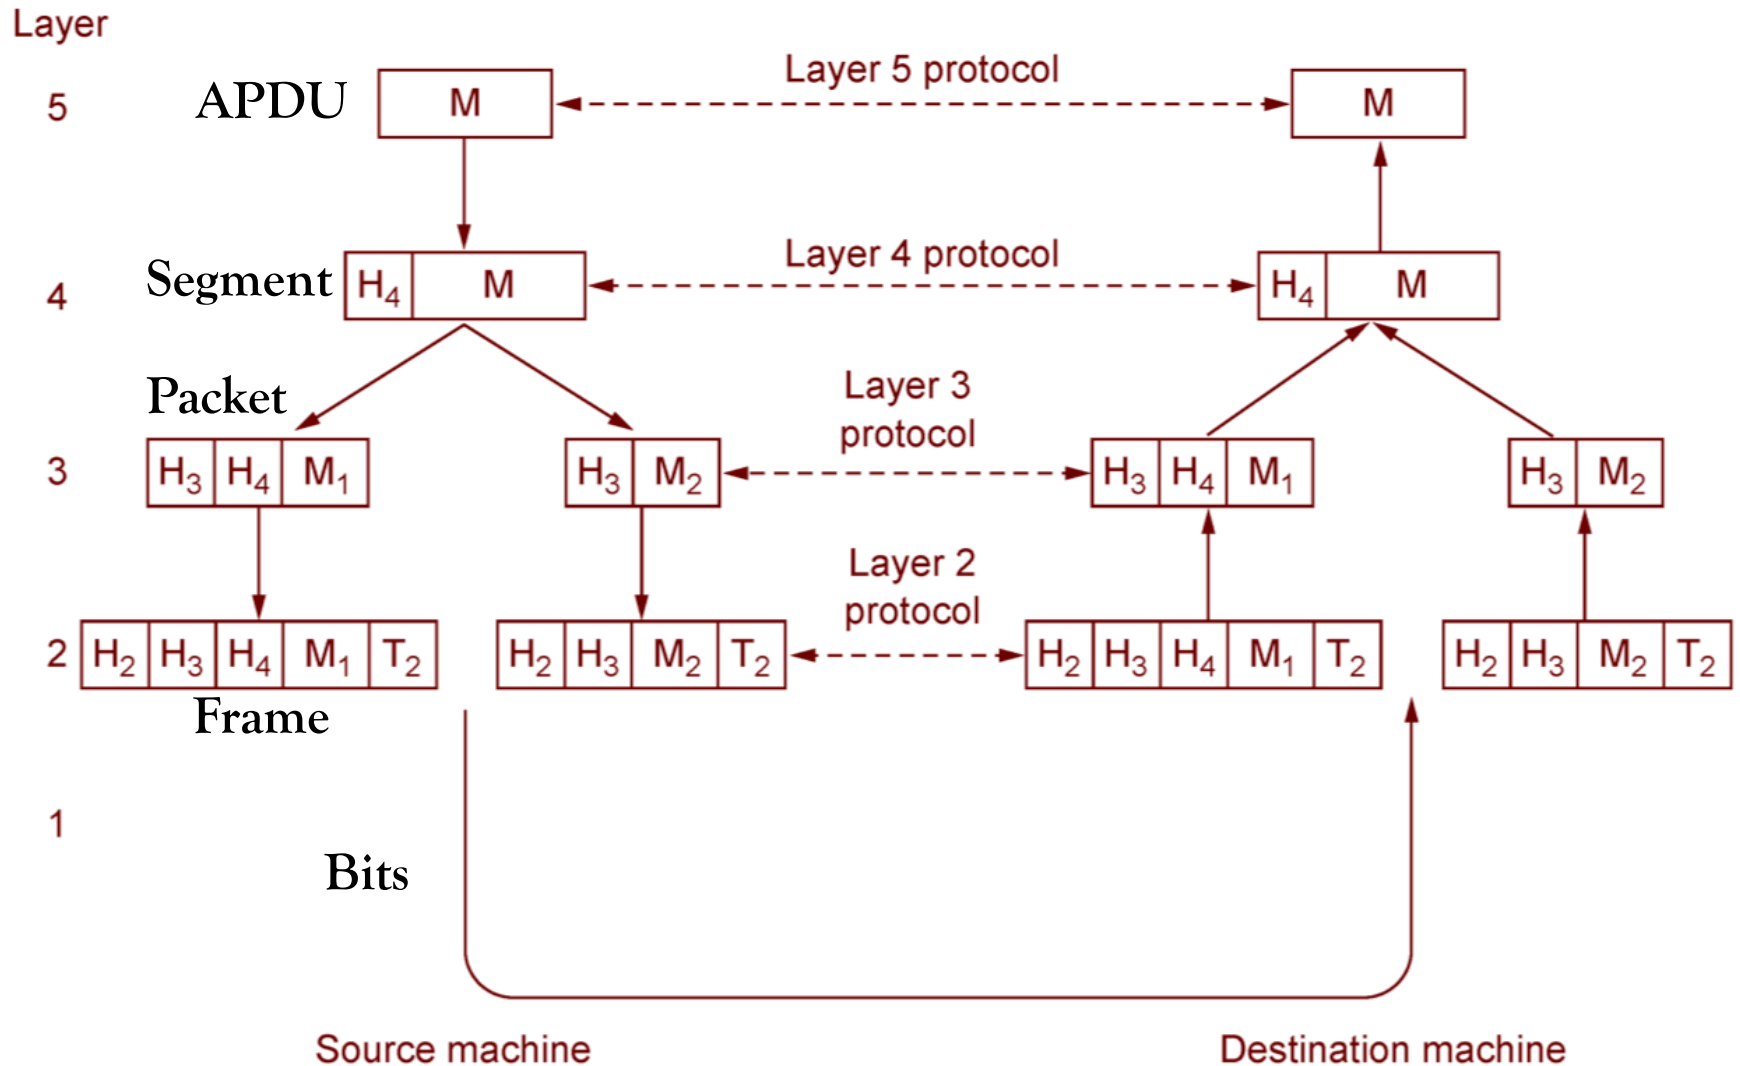 Layer
5 APDU M Layer 5 protocol M
4 Segment H4 M Layer 4 protocol H4 M
Packet
Layer 3
protocol
3 H3 H4 M1 H3 M2 H3 H4 M1 H3 M2
Layer 2
protocol
2 H2 H3 H4 M1 T2 H2 H3 M2 T2 H2 H3 H4 M1 T2 H2 H3 M2 T2
Frame
1
Bits
Source machine Destination machine